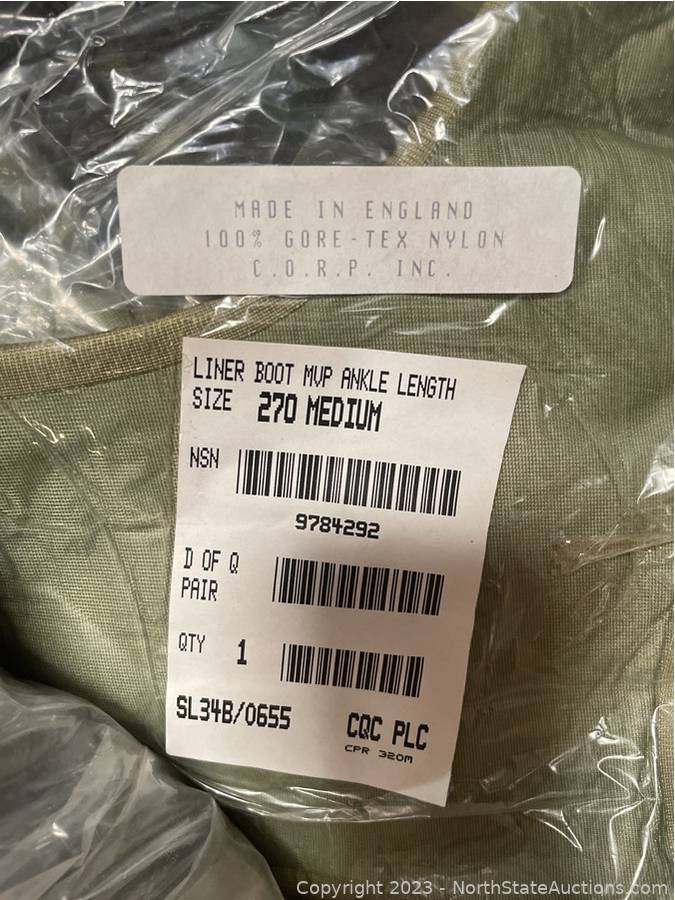 MADE IN ENGLAND
100% GORE-TEX NYLON
C.O.R.P. INC.
LINER BOOT MVP ANKLE LENGTH
SIZE 270 MEDIUM
NSN
9784292
D OF Q
PAIR
QTY 1
SL34B/0655 CQC PLC
CPR 320M
Copyright 2023 - NorthStateAuctions.com